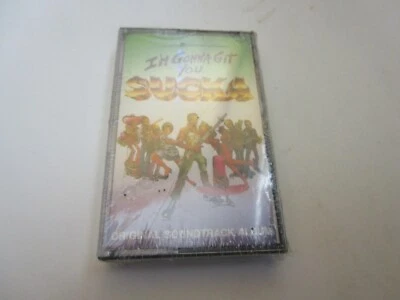 I'M GONNA GIT
YOU
SUCKA
ORIGINAL SOUNDTRACK ALBUM